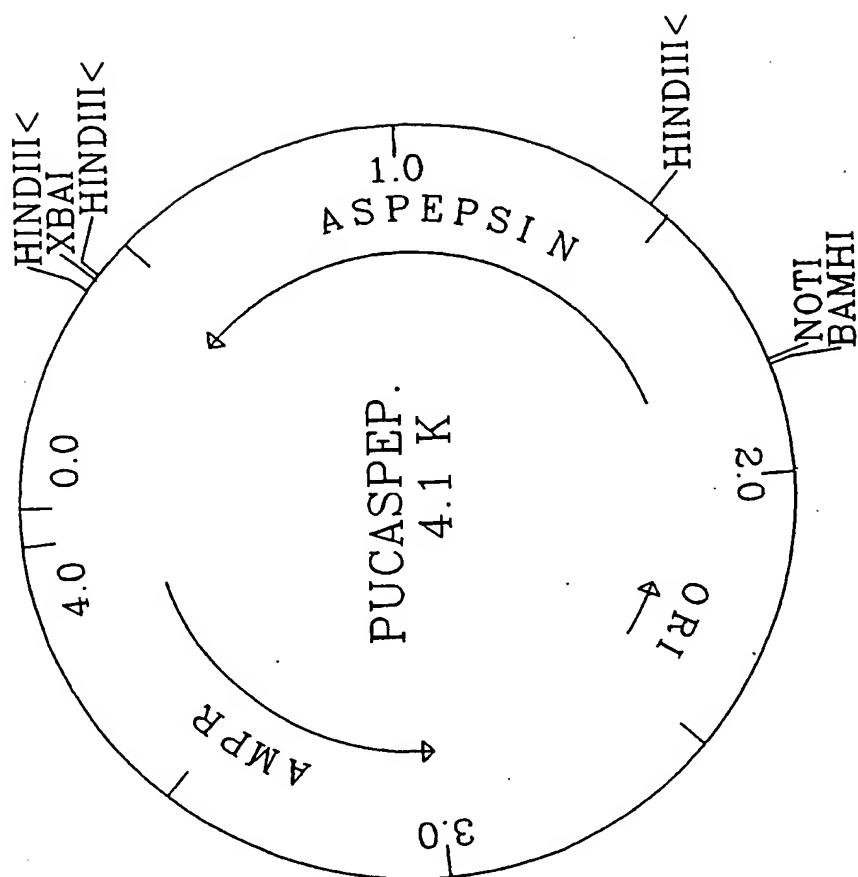 HINDIII<
XBAI
HINDIII<
HINDIII<
NOTI
BAMHI
0.0
1.0
2.0
3.0
4.0
ASPEPSIN
ORI
AMPR
PUCASPEP.
4.1 K